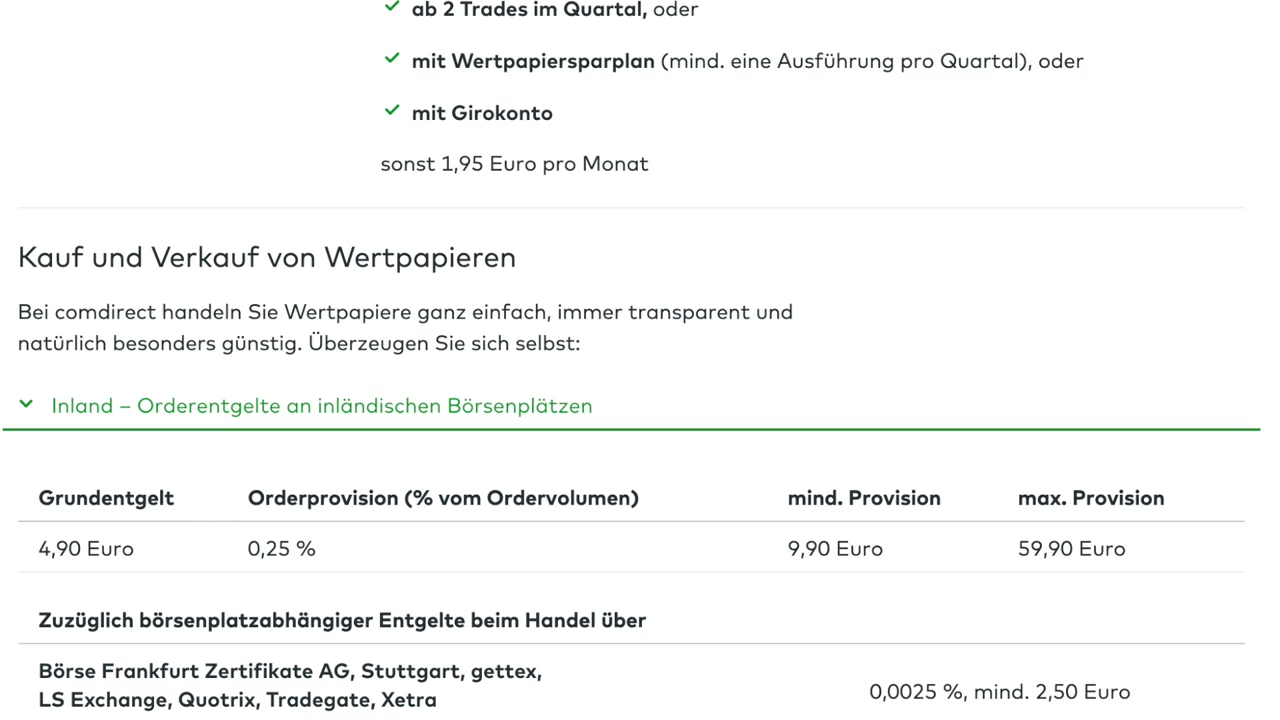 ab 2 Trades im Quartal, oder
mit Wertpapiersparplan (mind. eine Ausführung pro Quartal), oder
mit Girokonto
sonst 1,95 Euro pro Monat
Kauf und Verkauf von Wertpapieren
Bei comdirect handeln Sie Wertpapiere ganz einfach, immer transparent und
natürlich besonders günstig. Überzeugen Sie sich selbst:
Inland – Orderentgelte an inländischen Börsenplätzen
Grundentgelt Orderprovision (% vom Ordervolumen) mind. Provision max. Provision
4,90 Euro 0,25 % 9,90 Euro 59,90 Euro
Zuzüglich börsenplatzabhängiger Entgelte beim Handel über
Börse Frankfurt Zertifikate AG, Stuttgart, gettex,
LS Exchange, Quotrix, Tradegate, Xetra
0,0025 %, mind. 2,50 Euro